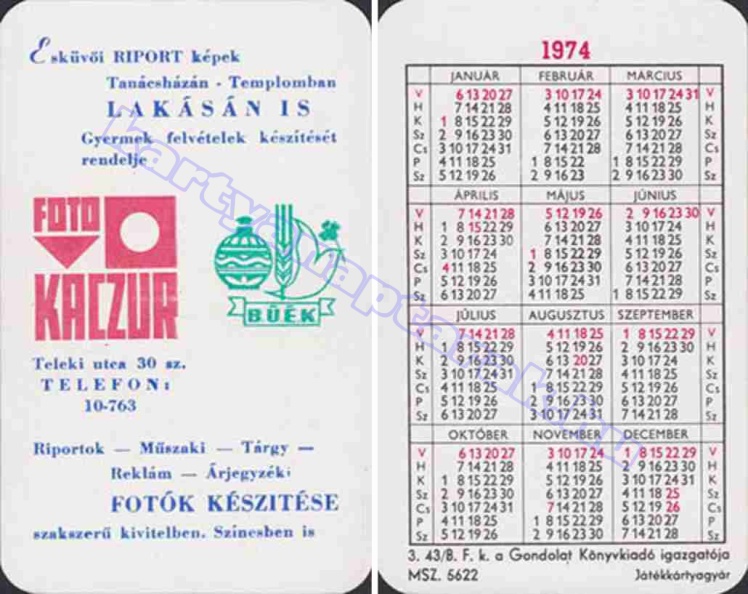 Esküvői RIPORT képek
Tanácsházán - Templomban
LAKÁSÁN IS
Gyermek felvételek készítését
rendelje
FOTO
KACZUR
BÚÉK
Teleki utca 30 sz.
TELEFON:
10-763
Riportok — Műszaki — Tárgy —
Reklám — Árjegyzék:
FOTÓK KÉSZITÉSE
szakszerű kivitelben. Színesben is
1974
JANUÁR FEBRUÁR MÁRCIUS
V 6 13 20 27 3 10 17 24 3 10 17 24 31 V
H 7 14 21 28 4 11 18 25 4 11 18 25 H
K 1 8 15 22 29 5 12 19 26 5 12 19 26 K
Sz 2 9 16 23 30 6 13 20 27 6 13 20 27 Sz
Cs 3 10 17 24 31 7 14 21 28 7 14 21 28 Cs
P 4 11 18 25 1 8 15 22 1 8 15 22 29 P
S 5 12 19 26 2 9 16 23 2 9 16 23 30 S
ÁPRILIS MÁJUS JÚNIUS
V 7 14 21 28 5 12 19 26 2 9 16 23 30 V
H 1 8 15 22 29 6 13 20 27 3 10 17 24 H
K 2 9 16 23 30 7 14 21 28 4 11 18 25 K
Sz 3 10 17 24 1 8 15 22 29 5 12 19 26 Sz
Cs 4 11 18 25 2 9 16 23 30 6 13 20 27 Cs
P 5 12 19 26 3 10 17 24 31 7 14 21 28 P
Sz 6 13 20 27 4 11 18 25 1 8 15 22 29 Sz
JÚLIUS AUGUSZTUS SZEPTEMBER
V 7 14 21 28 4 11 18 25 1 8 15 22 29 V
H 1 8 15 22 29 5 12 19 26 2 9 16 23 30 H
K 2 9 16 23 30 6 13 20 27 3 10 17 24 K
Sz 3 10 17 24 31 7 14 21 28 4 11 18 25 Sz
Cs 4 11 18 25 1 8 15 22 29 5 12 19 26 Cs
P 5 12 19 26 2 9 16 23 30 6 13 20 27 P
Sz 6 13 20 27 3 10 17 24 31 7 14 21 28 Sz
OKTÓBER NOVEMBER DECEMBER
V 6 13 20 27 3 10 17 24 1 8 15 22 29 V
H 7 14 21 28 4 11 18 25 2 9 16 23 30 H
K 1 8 15 22 29 5 12 19 26 3 10 17 24 31 K
Sz 2 9 16 23 30 6 13 20 27 4 11 18 25 Sz
Cs 3 10 17 24 31 7 14 21 28 5 12 19 26 Cs
P 4 11 18 25 1 8 15 22 29 6 13 20 27 P
Sz 5 12 19 26 2 9 16 23 30 7 14 21 28 Sz
3. 43/B. F. k. a Gondolat Könyvkiadó igazgatója
MSZ. 5622 Játékkártyagyár